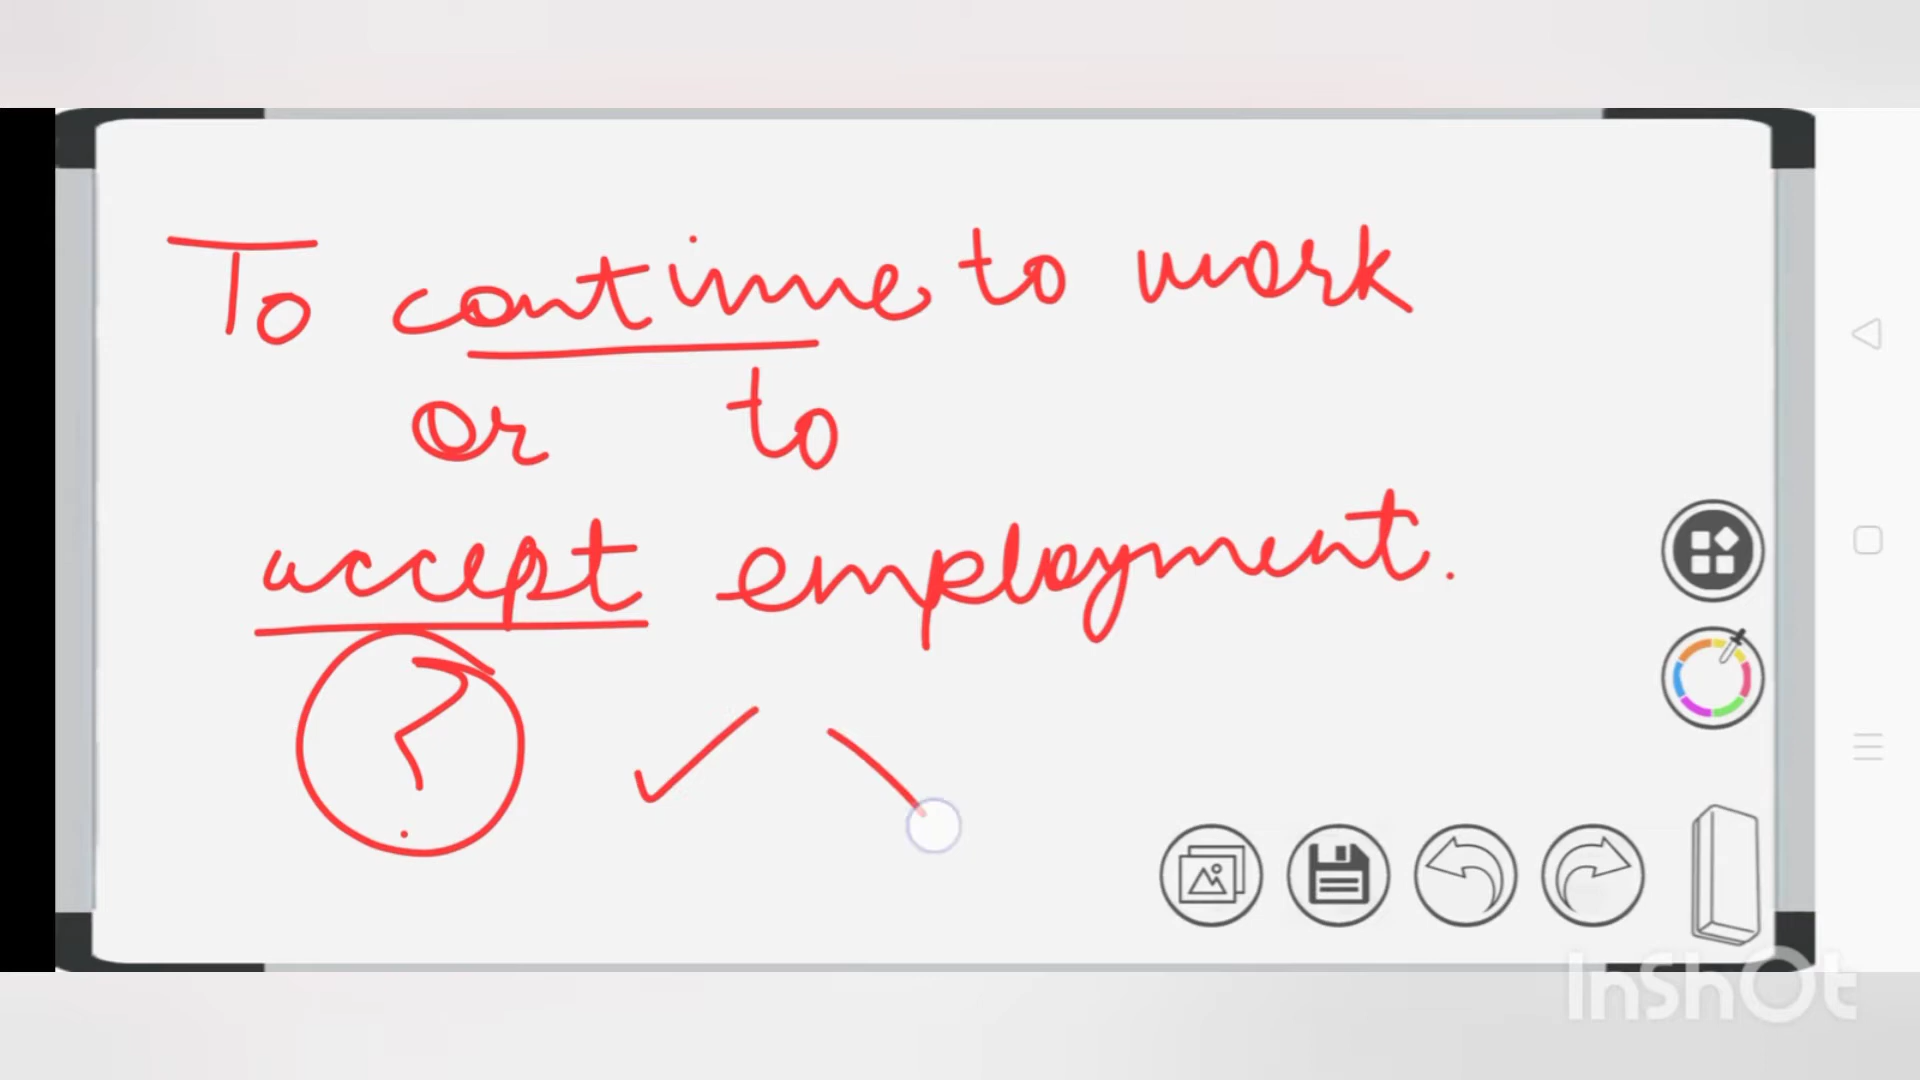 To continue to work
or to
accept employment.
?
InShOt